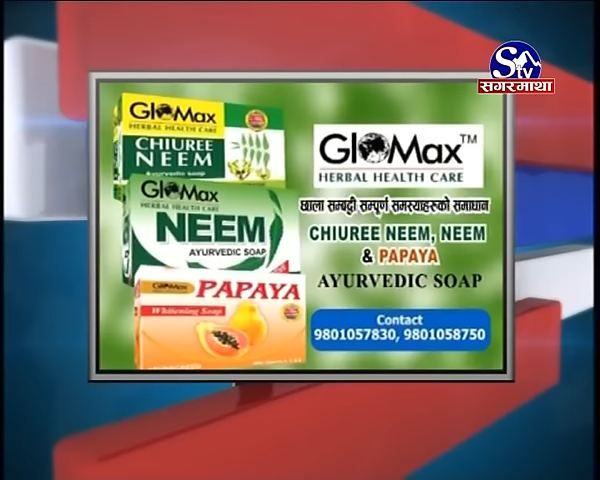 Stv
सगरमाथा
GloMax
HERBAL HEALTH CARE
CHIUREE
NEEM
Ayurvedic soap
GloMax
HERBAL HEALTH CARE
NEEM
AYURVEDIC SOAP
GloMax
PAPAYA
Whitening Soap
GloMax™
HERBAL HEALTH CARE
छाला सम्बन्धी सम्पूर्ण समस्याहरुको समाधान
CHIUREE NEEM, NEEM
& PAPAYA
AYURVEDIC SOAP
Contact
9801057830, 9801058750